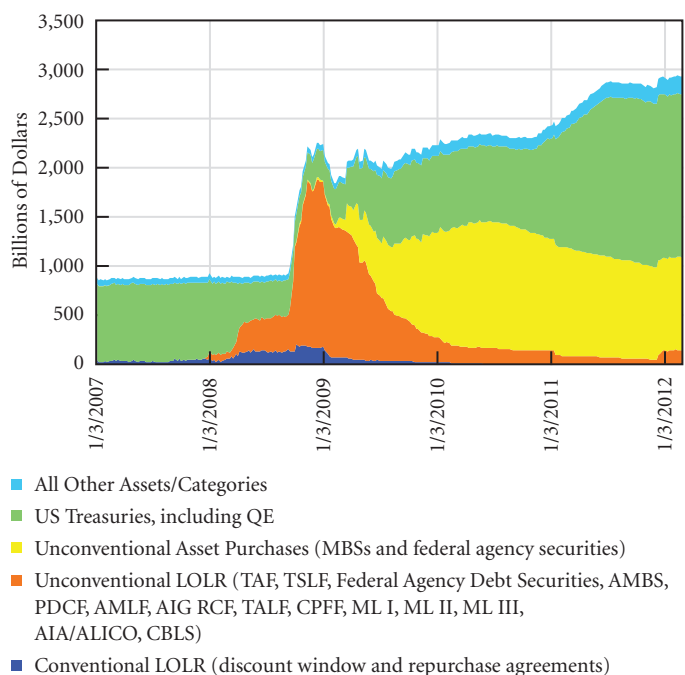 3,500
3,000
2,500
2,000
1,500
1,000
500
0
Billions of Dollars
1/3/2007
1/3/2008
1/3/2009
1/3/2010
1/3/2011
1/3/2012
All Other Assets/Categories
US Treasuries, including QE
Unconventional Asset Purchases (MBSs and federal agency securities)
Unconventional LOLR (TAF, TSLF, Federal Agency Debt Securities, AMBS,
PDCF, AMLF, AIG RCF, TALF, CPFF, ML I, ML II, ML III,
AIA/ALICO, CBLS)
Conventional LOLR (discount window and repurchase agreements)